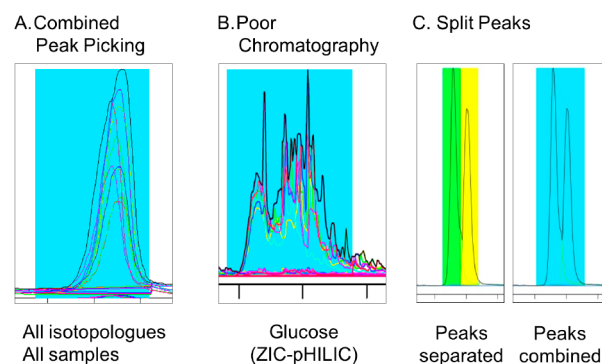 A. Combined
Peak Picking
B. Poor
Chromatography
C. Split Peaks
All isotopologues
All samples
Glucose
(ZIC-pHILIC)
Peaks
separated
Peaks
combined